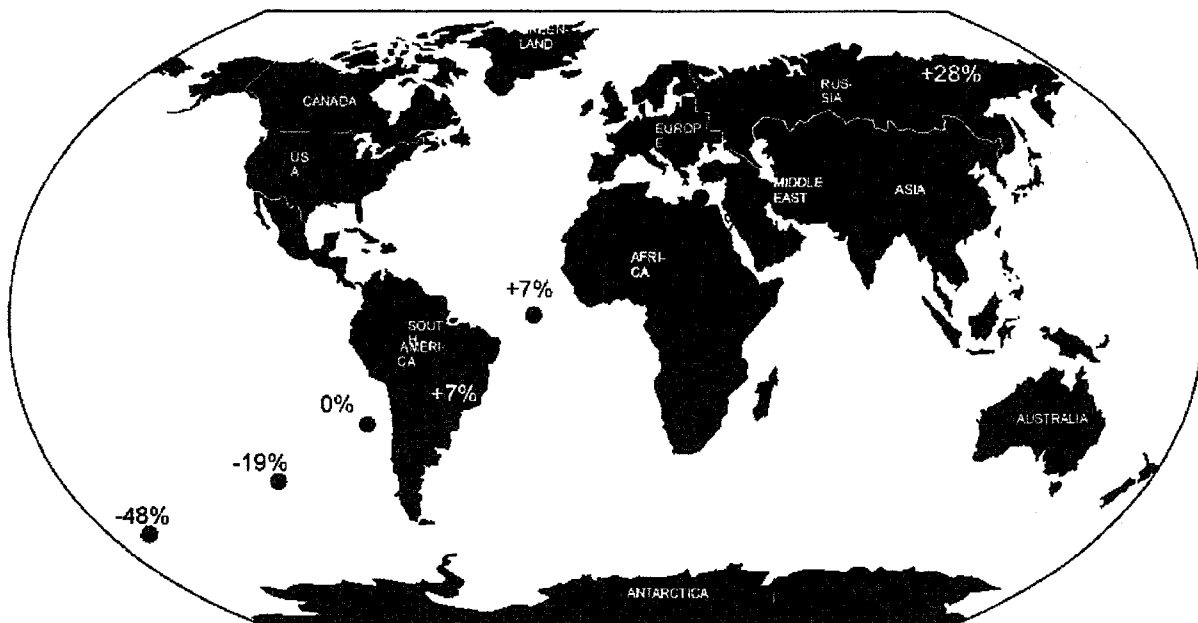 GREEN-
LAND
+28%
RUS-
SIA
CANADA
EUROP
E
US
A
MIDDLE
EAST
ASIA
AFRI-
CA
+7%
SOUT
H
AMERI-
CA
+7%
0%
AUSTRALIA
-19%
-48%
ANTARCTICA